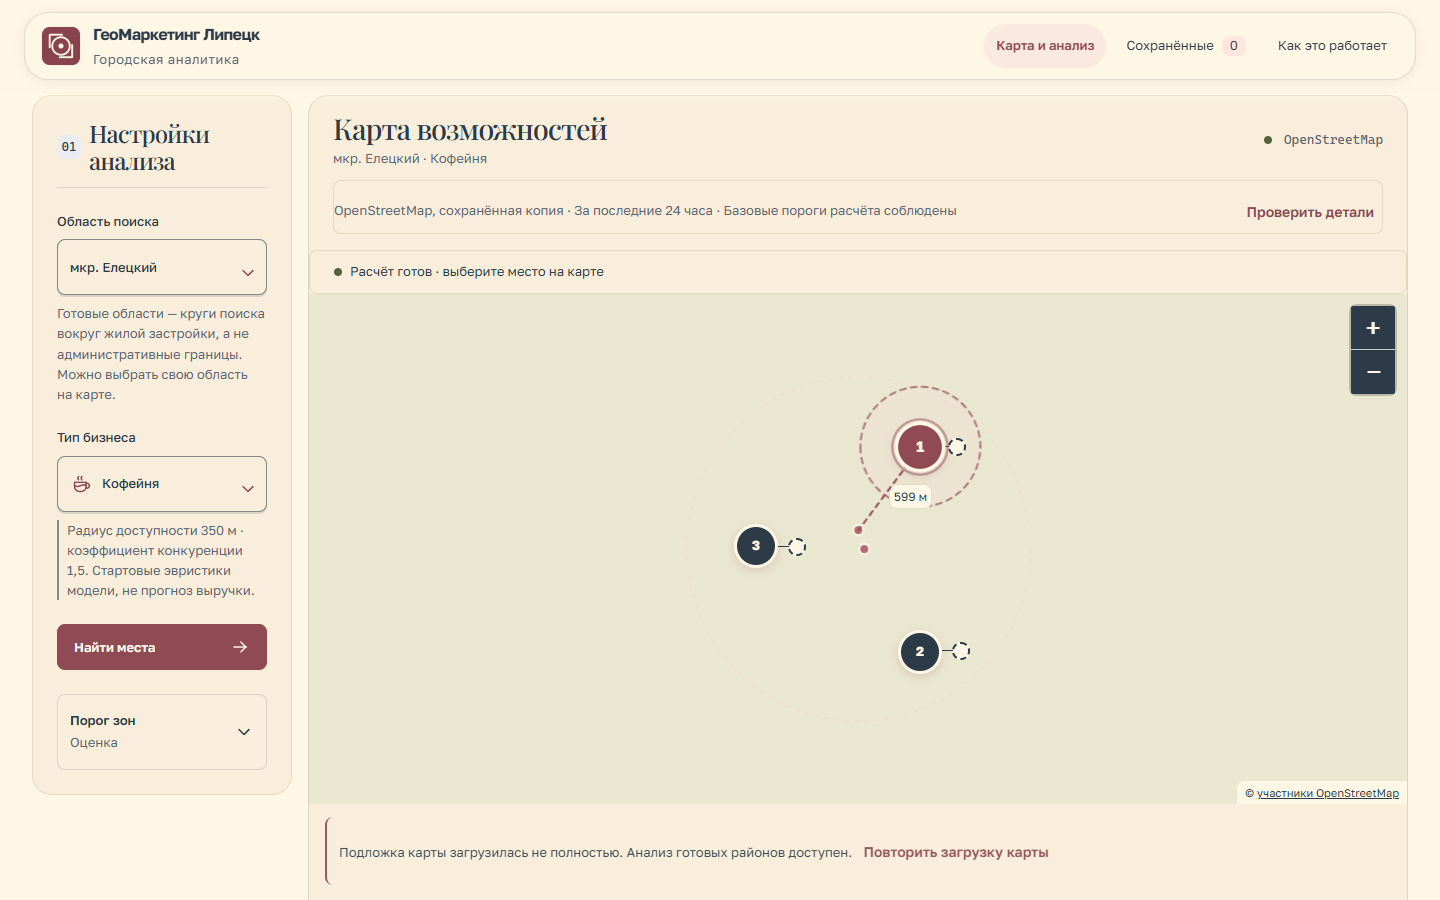 ГеоМаркетинг Липецк
Городская аналитика
Карта и анализ
Сохранённые 0
Как это работает
01 Настройки
анализа
Область поиска
мкр. Елецкий
Готовые области — круги поиска
вокруг жилой застройки, а не
административные границы.
Можно выбрать свою область
на карте.
Тип бизнеса
Кофейня
Радиус доступности 350 м ·
коэффициент конкуренции
1,5. Стартовые эвристики
модели, не прогноз выручки.
Найти места
Порог зон
Оценка
Карта возможностей
мкр. Елецкий · Кофейня
OpenStreetMap
OpenStreetMap, сохранённая копия · За последние 24 часа · Базовые пороги расчёта соблюдены
Проверить детали
Расчёт готов · выберите место на карте
+
−
1
599 м
3
2
© участники OpenStreetMap
Подложка карты загрузилась не полностью. Анализ готовых районов доступен. Повторить загрузку карты